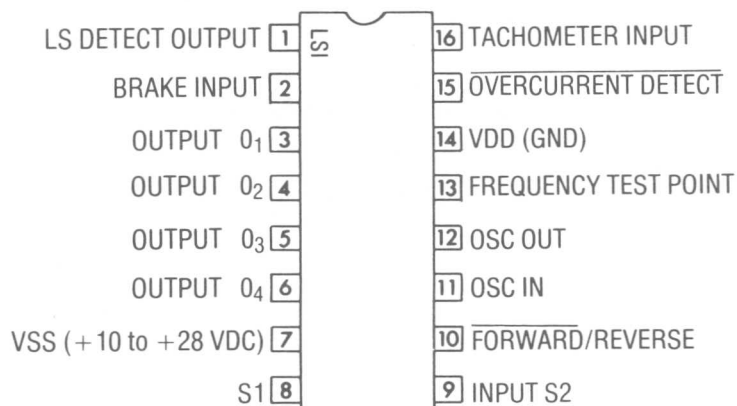 LS DETECT OUTPUT 1 LSI 16 TACHOMETER INPUT
BRAKE INPUT 2 15 OVERCURRENT DETECT
OUTPUT O1 3 14 VDD (GND)
OUTPUT O2 4 13 FREQUENCY TEST POINT
OUTPUT O3 5 12 OSC OUT
OUTPUT O4 6 11 OSC IN
VSS (+10 to +28 VDC) 7 10 FORWARD/REVERSE
S1 8 9 INPUT S2